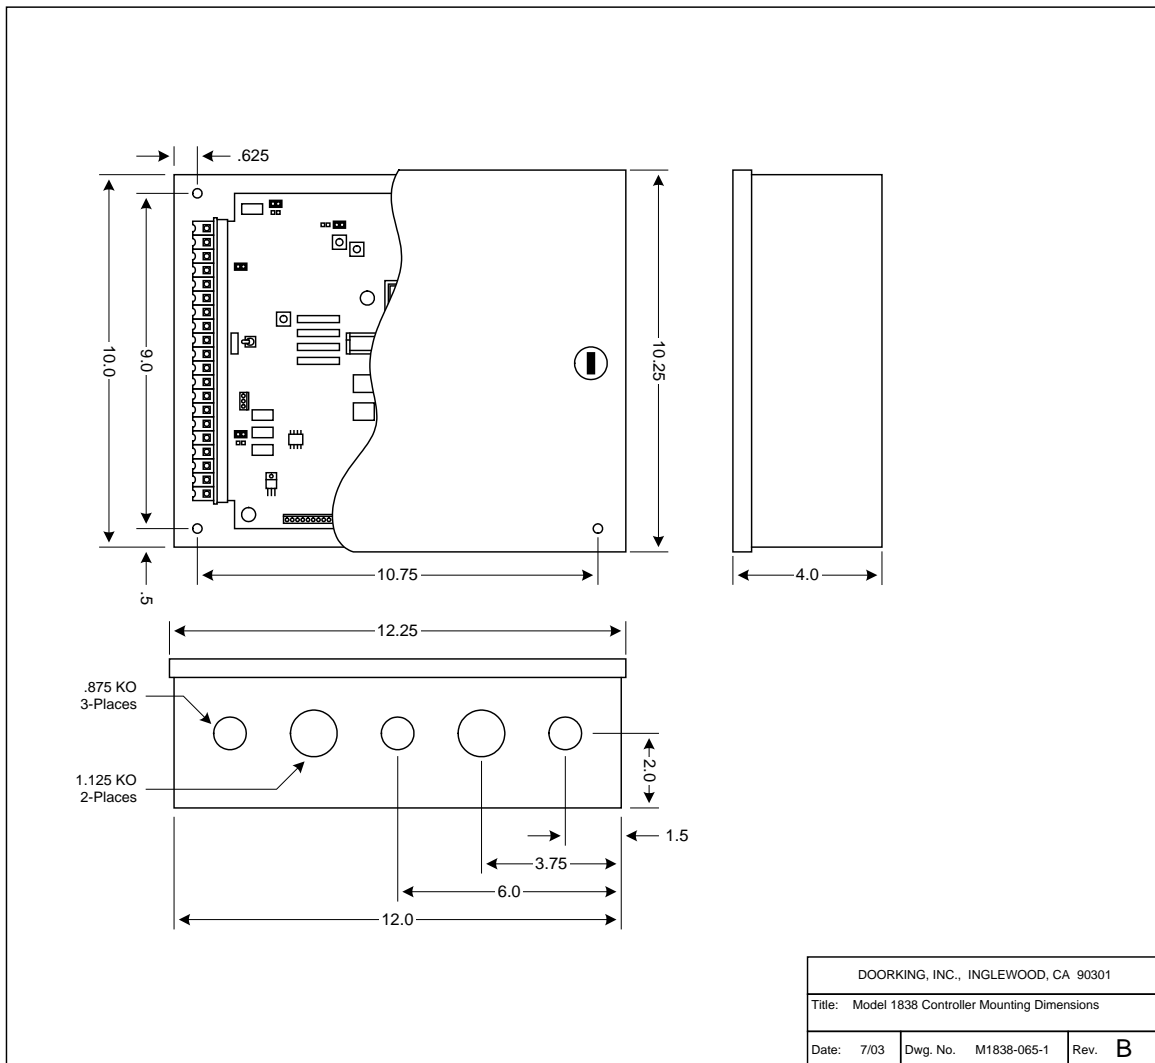 .625
10.0
9.0
10.25
.5
10.75
4.0
12.25
.875 KO
3-Places
1.125 KO
2-Places
2.0
1.5
3.75
6.0
12.0
DOORKING, INC., INGLEWOOD, CA 90301
Title: Model 1838 Controller Mounting Dimensions
Date: 7/03 Dwg. No. M1838-065-1 Rev. B